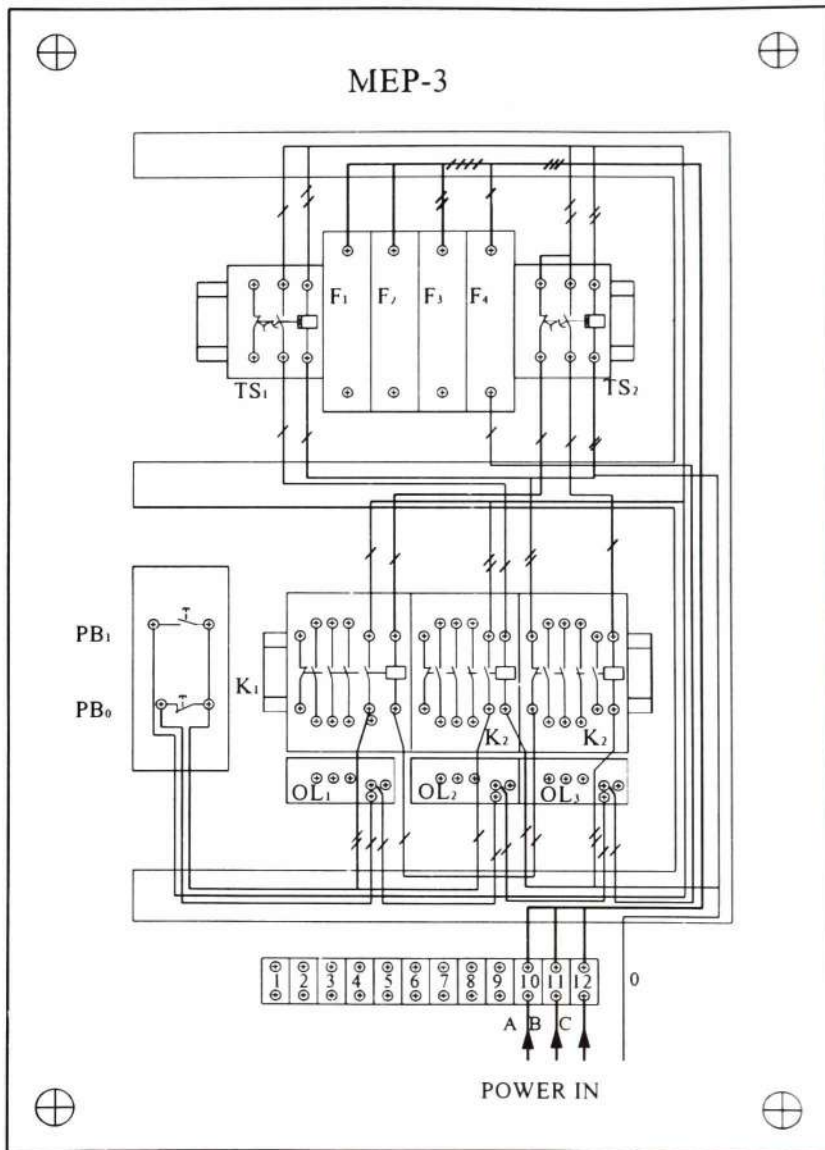 MEP-3
F₁ F₂ F₃ F₄
TS₁ TS₂
PB₁
K₁
PB₀
K₂ K₂
OL₁ OL₂ OL₃
1 2 3 4 5 6 7 8 9 10 11 12 0
A B C
POWER IN